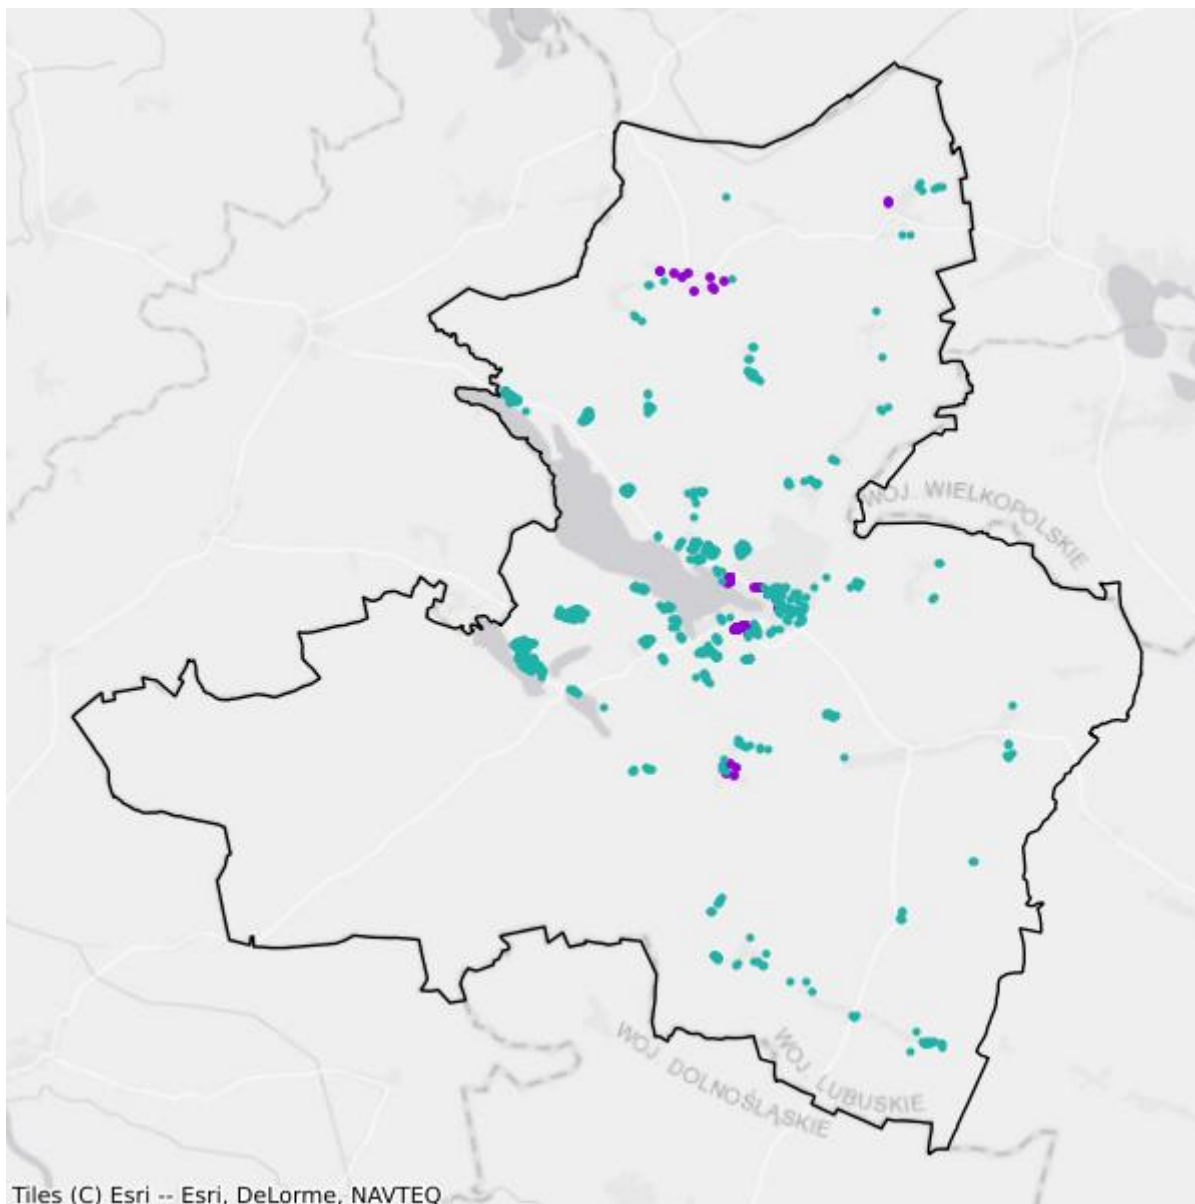 WOJ. WIELKOPOLSKIE
WOJ. LUBUSKIE
WOJ. DOLNOŚLĄSKIE
Tiles (C) Esri -- Esri, DeLorme, NAVTEQ